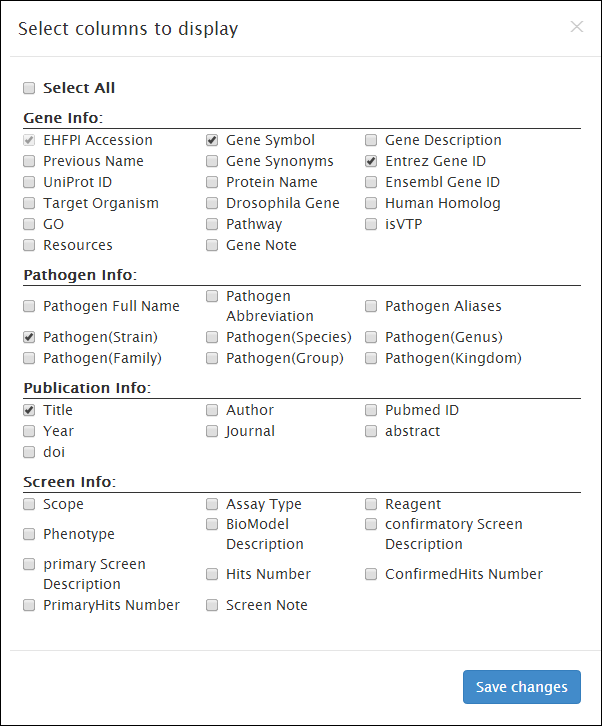 Select columns to display
Select All
Gene Info:
EHFPI Accession Gene Symbol Gene Description
Previous Name Gene Synonyms Entrez Gene ID
UniProt ID Protein Name Ensembl Gene ID
Target Organism Drosophila Gene Human Homolog
GO Pathway isVTP
Resources Gene Note
Pathogen Info:
Pathogen Full Name Pathogen Abbreviation Pathogen Aliases
Pathogen(Strain) Pathogen(Species) Pathogen(Genus)
Pathogen(Family) Pathogen(Group) Pathogen(Kingdom)
Publication Info:
Title Author Pubmed ID
Year Journal abstract
doi
Screen Info:
Scope Assay Type Reagent
Phenotype BioModel Description confirmatory Screen Description
primary Screen Description Hits Number ConfirmedHits Number
PrimaryHits Number Screen Note
Save changes